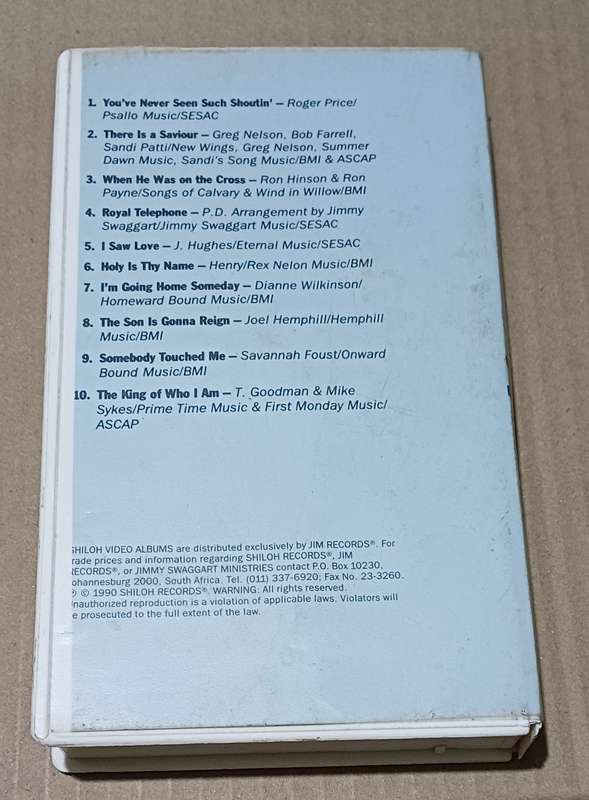 1. You've Never Seen Such Shoutin' – Roger Price/
Psallo Music/SESAC
2. There Is a Saviour – Greg Nelson, Bob Farrell,
Sandi Patti/New Wings, Greg Nelson, Summer
Dawn Music, Sandi's Song Music/BMI & ASCAP
3. When He Was on the Cross – Ron Hinson & Ron
Payne/Songs of Calvary & Wind in Willow/BMI
4. Royal Telephone – P.D. Arrangement by Jimmy
Swaggart/Jimmy Swaggart Music/SESAC
5. I Saw Love – J. Hughes/Eternal Music/SESAC
6. Holy Is Thy Name – Henry/Rex Nelon Music/BMI
7. I'm Going Home Someday – Dianne Wilkinson/
Homeward Bound Music/BMI
8. The Son Is Gonna Reign – Joel Hemphill/Hemphill
Music/BMI
9. Somebody Touched Me – Savannah Foust/Onward
Bound Music/BMI
10. The King of Who I Am – T. Goodman & Mike
Sykes/Prime Time Music & First Monday Music/
ASCAP
SHILOH VIDEO ALBUMS are distributed exclusively by JIM RECORDS®. For
rade prices and information regarding SHILOH RECORDS®, JIM
RECORDS®, or JIMMY SWAGGART MINISTRIES contact P.O. Box 10230,
ohannesburg 2000, South Africa. Tel. (011) 337-6920; Fax No. 23-3260.
℗ © 1990 SHILOH RECORDS®. WARNING: All rights reserved.
nauthorized reproduction is a violation of applicable laws. Violators will
e prosecuted to the full extent of the law.